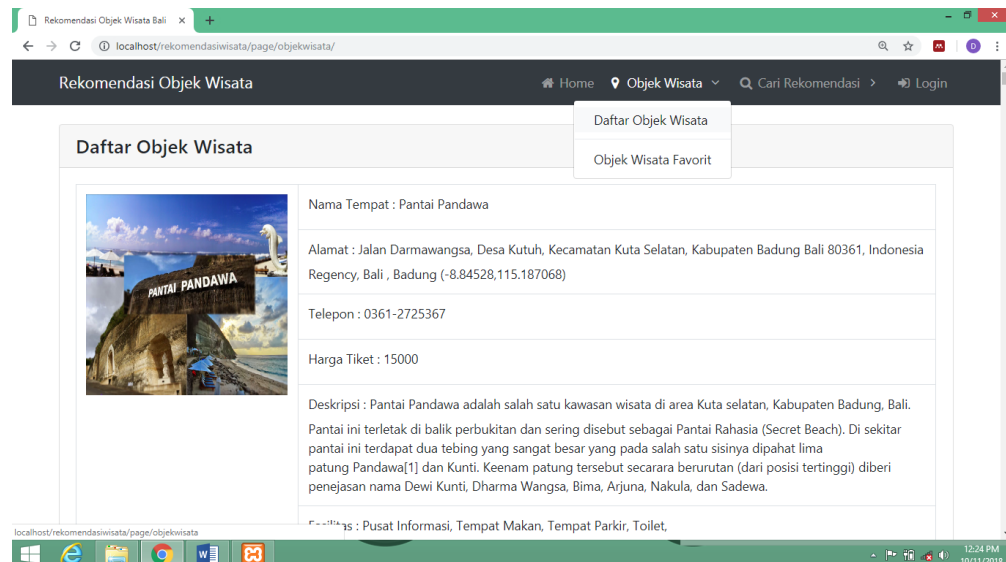 Rekomendasi Objek Wisata Bali
localhost/rekomendasiwisata/page/objekwisata/
D
Rekomendasi Objek Wisata
Home Objek Wisata Cari Rekomendasi Login
Daftar Objek Wisata
Objek Wisata Favorit
Daftar Objek Wisata
PANTAI PANDAWA
Nama Tempat : Pantai Pandawa
Alamat : Jalan Darmawangsa, Desa Kutuh, Kecamatan Kuta Selatan, Kabupaten Badung Bali 80361, Indonesia
Regency, Bali , Badung (-8.84528,115.187068)
Telepon : 0361-2725367
Harga Tiket : 15000
Deskripsi : Pantai Pandawa adalah salah satu kawasan wisata di area Kuta selatan, Kabupaten Badung, Bali.
Pantai ini terletak di balik perbukitan dan sering disebut sebagai Pantai Rahasia (Secret Beach). Di sekitar
pantai ini terdapat dua tebing yang sangat besar yang pada salah satu sisinya dipahat lima
patung Pandawa[1] dan Kunti. Keenam patung tersebut secarara berurutan (dari posisi tertinggi) diberi
penejasan nama Dewi Kunti, Dharma Wangsa, Bima, Arjuna, Nakula, dan Sadewa.
Fasilitas : Pusat Informasi, Tempat Makan, Tempat Parkir, Toilet,
localhost/rekomendasiwisata/page/objekwisata
12:24 PM
10/11/2018